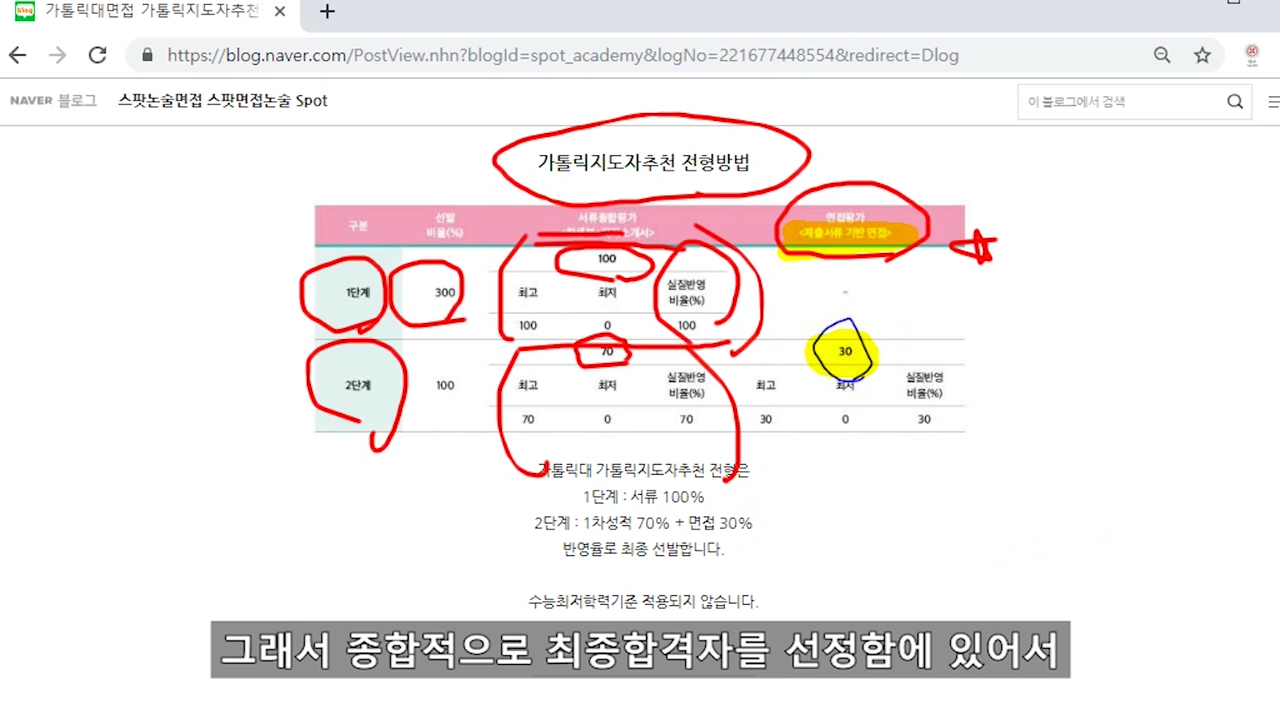 가톨릭대면접 가톨릭지도자추천
https://blog.naver.com/PostView.nhn?blogId=spot_academy&logNo=221677448554&redirect=Dlog
NAVER 블로그 스팟논술면접 스팟면접논술 Spot
이 블로그에서 검색
가톨릭지도자추천 전형방법
구분 선발 비율(%) 서류종합평가 면접평가
<제출서류 기반 면접>
100
1단계 300 최고 최저 실질반영 비율(%) -
100 0 100
70 30
2단계 100 최고 최저 실질반영 비율(%) 최고 최저 실질반영 비율(%)
70 0 70 30 0 30
가톨릭대 가톨릭지도자추천 전형은
1단계 : 서류 100%
2단계 : 1차성적 70% + 면접 30%
반영율로 최종 선발합니다.
수능최저학력기준 적용되지 않습니다.
그래서 종합적으로 최종합격자를 선정함에 있어서